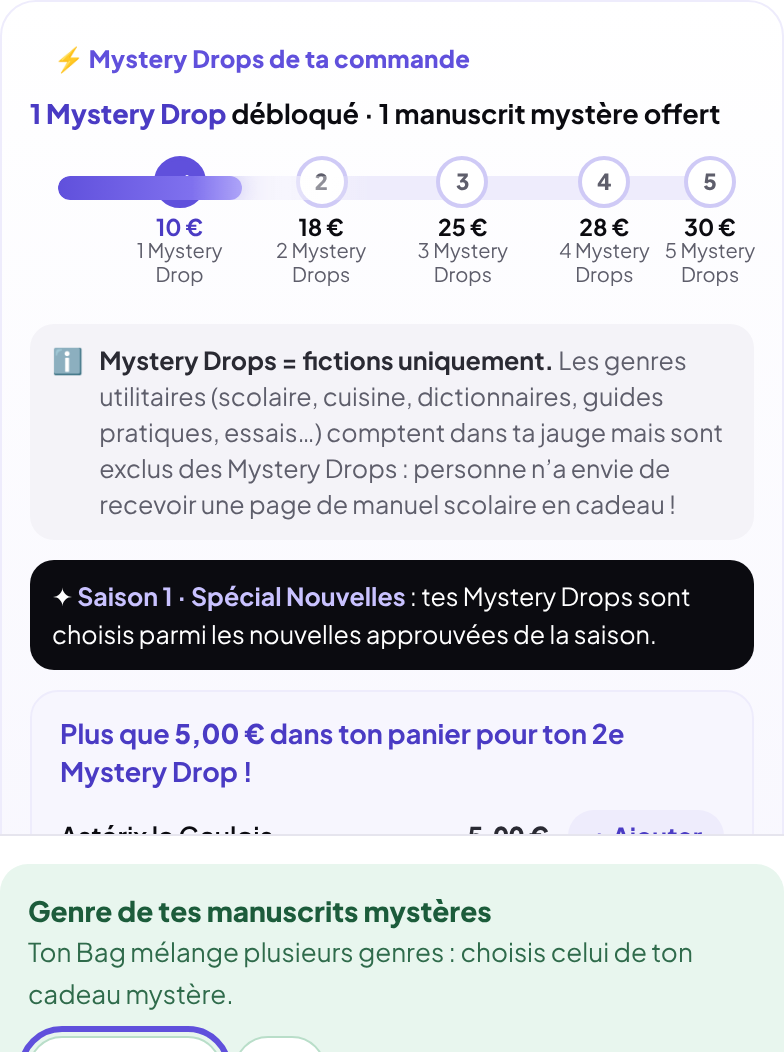 ⚡ Mystery Drops de ta commande
1 Mystery Drop débloqué · 1 manuscrit mystère offert
2 3 4 5
10 € 18 € 25 € 28 € 30 €
1 Mystery 2 Mystery 3 Mystery 4 Mystery 5 Mystery
Drop Drops Drops Drops Drops
ℹ️ Mystery Drops = fictions uniquement. Les genres
utilitaires (scolaire, cuisine, dictionnaires, guides
pratiques, essais…) comptent dans ta jauge mais sont
exclus des Mystery Drops : personne n’a envie de
recevoir une page de manuel scolaire en cadeau !
✦ Saison 1 · Spécial Nouvelles : tes Mystery Drops sont
choisis parmi les nouvelles approuvées de la saison.
Plus que 5,00 € dans ton panier pour ton 2e
Mystery Drop !
Astérix le Gaulois 5,00 € + Ajouter
Genre de tes manuscrits mystères
Ton Bag mélange plusieurs genres : choisis celui de ton
cadeau mystère.